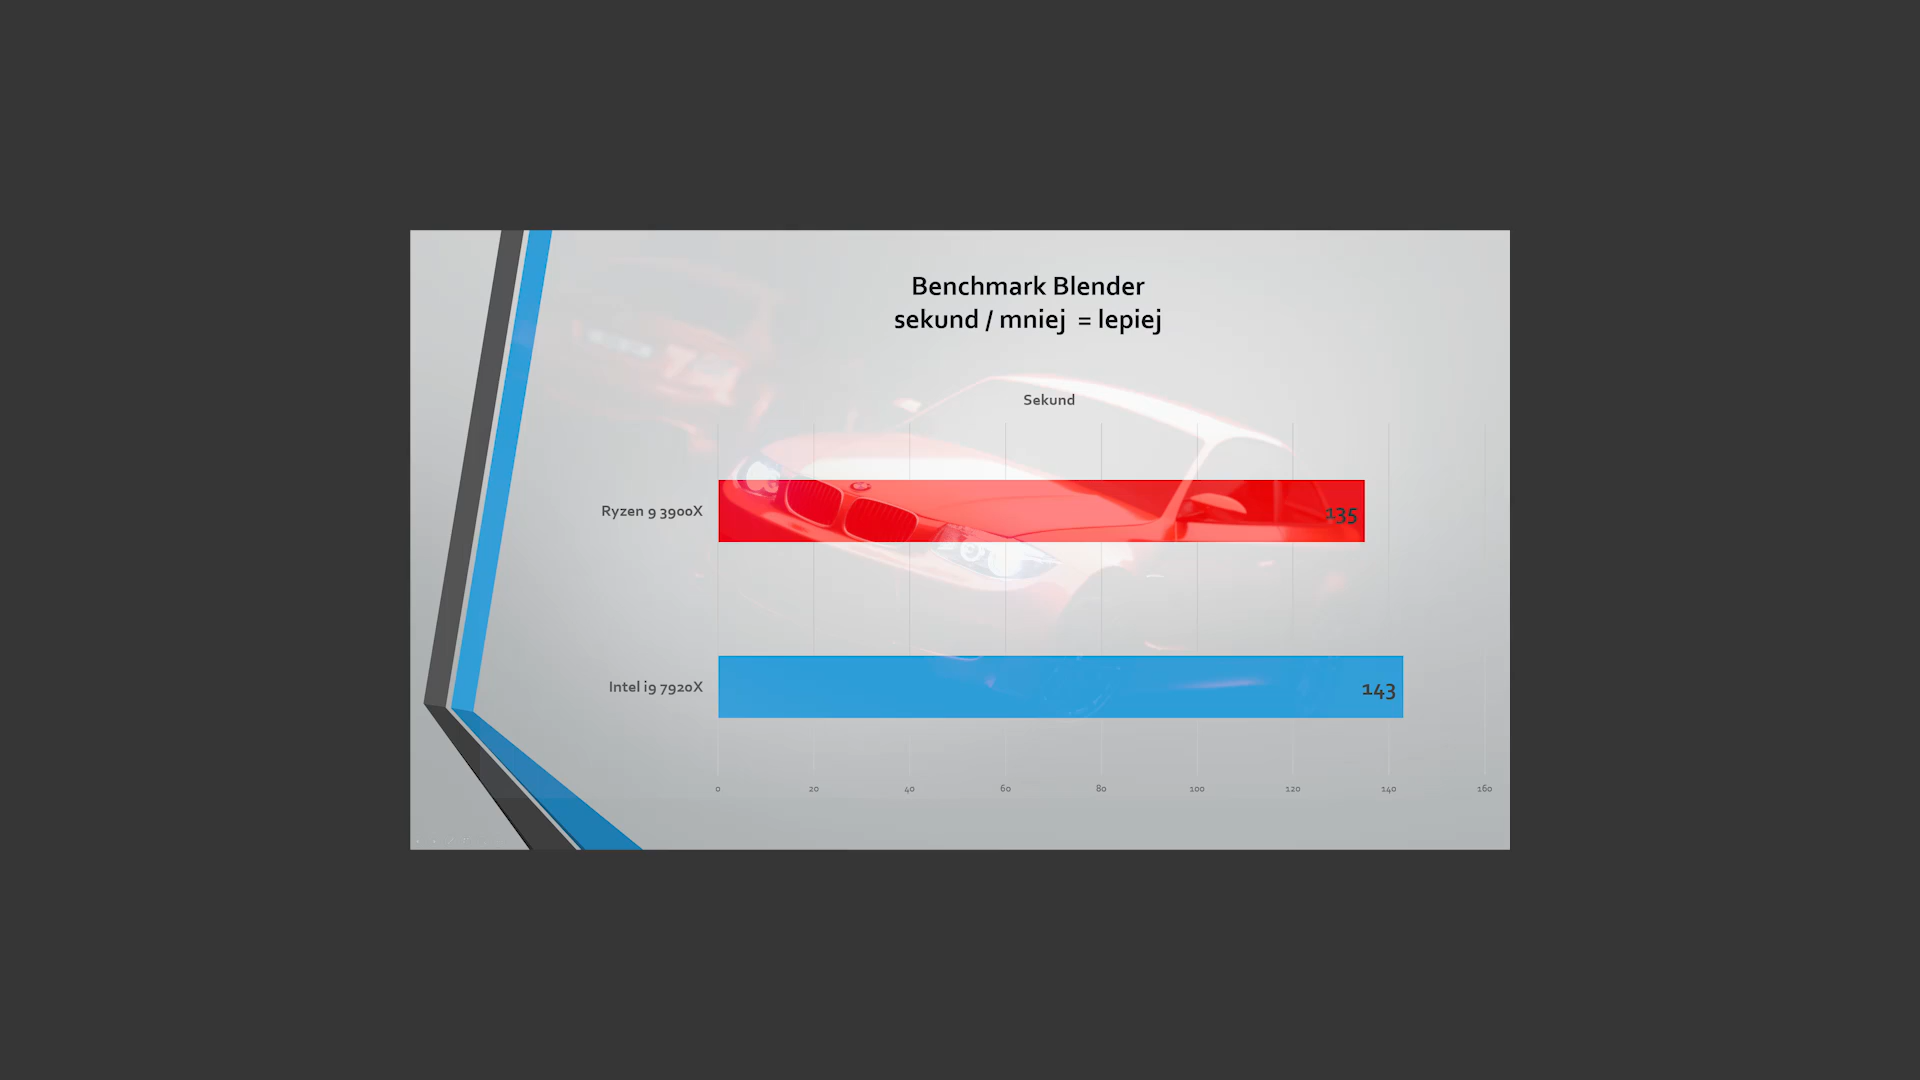 Benchmark Blender
sekund / mniej = lepiej
Sekund
Ryzen 9 3900X
135
Intel i9 7920X
143
0 20 40 60 80 100 120 140 160